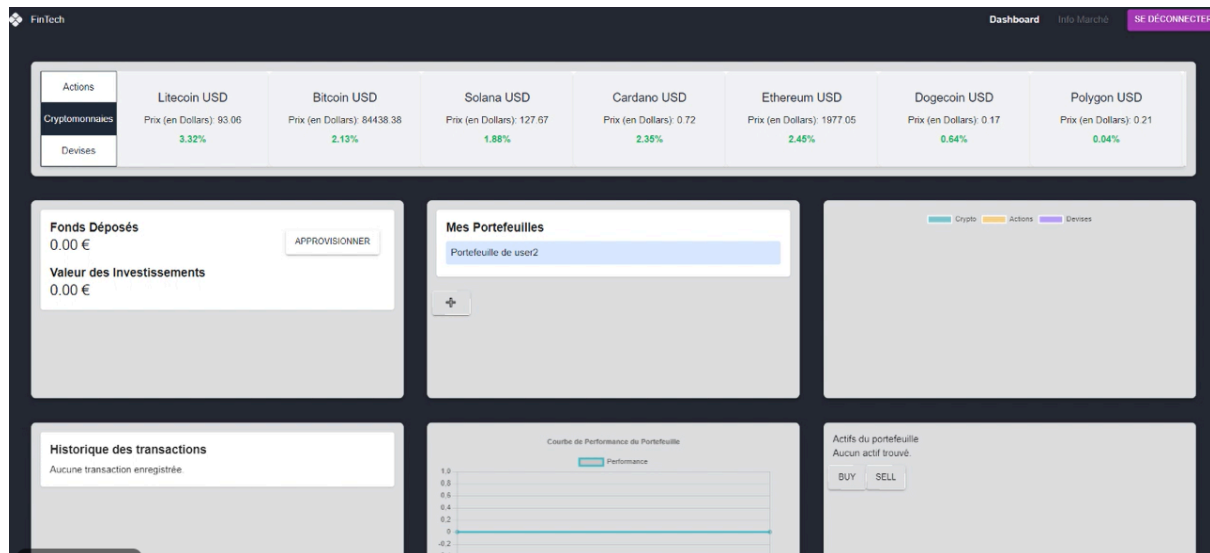 FinTech
Dashboard
Info Marché
SE DÉCONNECTER
Actions
Cryptomonnaies
Devises
Litecoin USD
Prix (en Dollars): 93.06
3.32%
Bitcoin USD
Prix (en Dollars): 84438.38
2.13%
Solana USD
Prix (en Dollars): 127.67
1.88%
Cardano USD
Prix (en Dollars): 0.72
2.35%
Ethereum USD
Prix (en Dollars): 1977.05
2.45%
Dogecoin USD
Prix (en Dollars): 0.17
0.64%
Polygon USD
Prix (en Dollars): 0.21
0.04%
Fonds Déposés
0.00 €
APPROVISIONNER
Valeur des Investissements
0.00 €
Mes Portefeuilles
Portefeuille de user2
Crypto
Actions
Devises
Historique des transactions
Aucune transaction enregistrée.
Courbe de Performance du Portefeuille
Performance
1,0
0,8
0,6
0,4
0,2
0
-0,2
Actifs du portefeuille
Aucun actif trouvé.
BUY
SELL